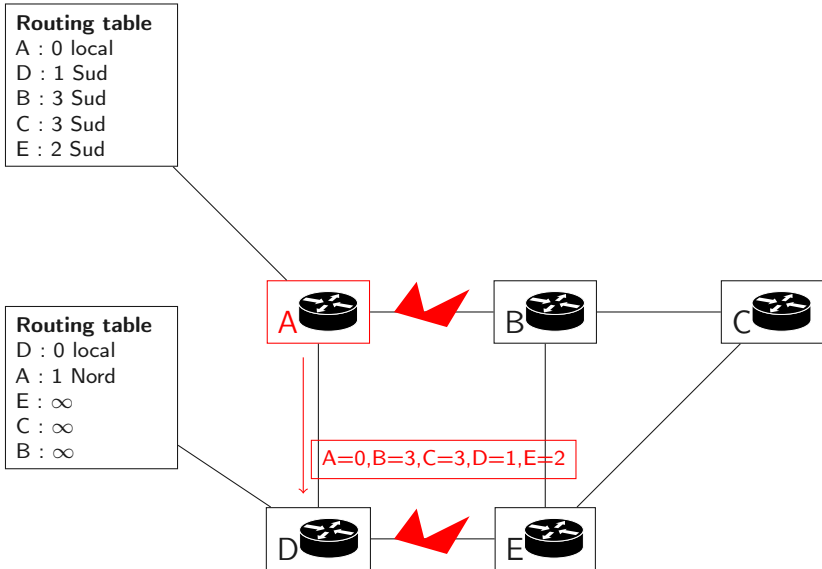 Routing table
A : 0 local
D : 1 Sud
B : 3 Sud
C : 3 Sud
E : 2 Sud
A
B
C
Routing table
D : 0 local
A : 1 Nord
E : ∞
C : ∞
B : ∞
A=0,B=3,C=3,D=1,E=2
D
E